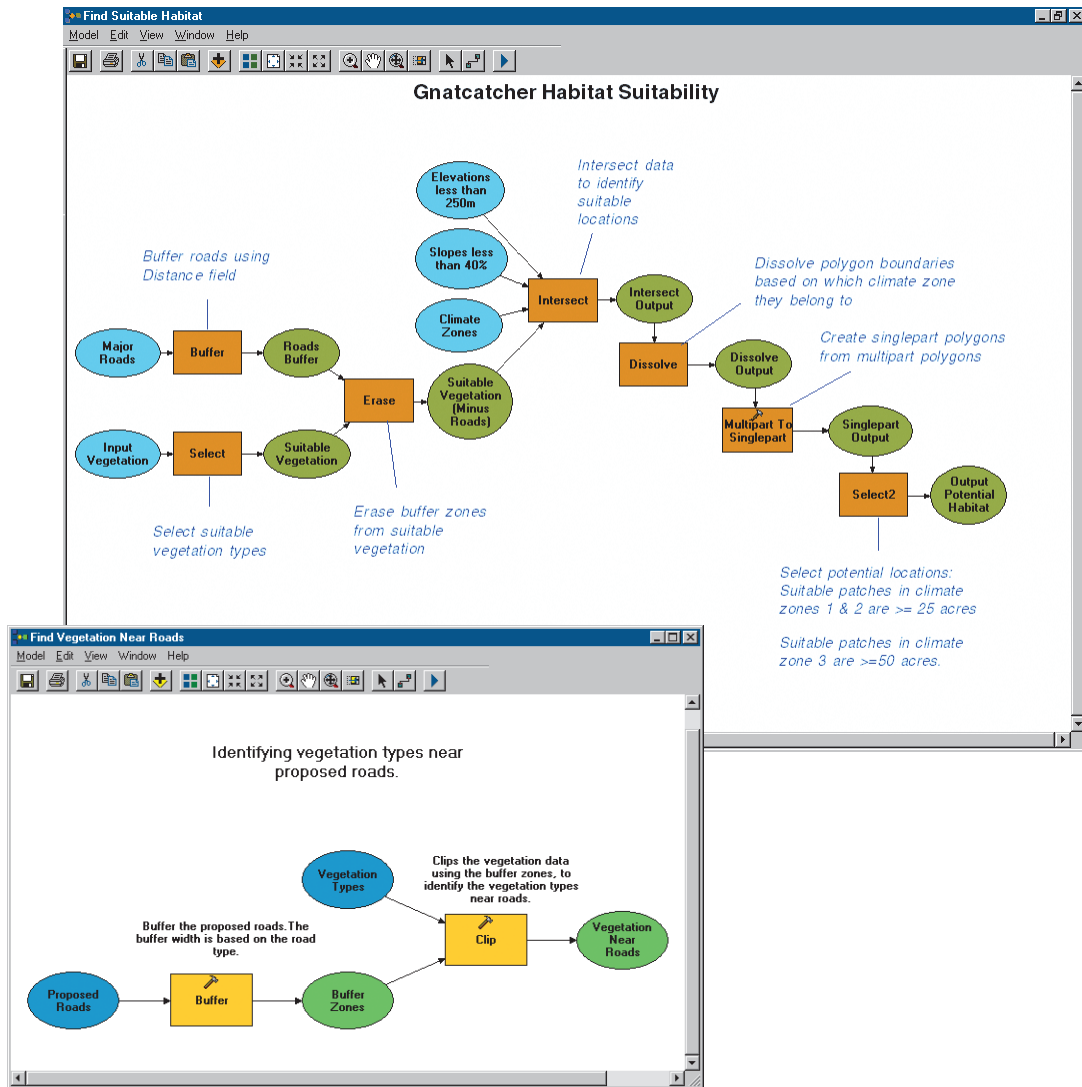 Find Suitable Habitat
Model Edit View Window Help
Gnatcatcher Habitat Suitability
Elevations
less than
250m
Intersect data
to identify
suitable
locations
Buffer roads using
Distance field
Slopes less
than 40%
Dissolve polygon boundaries
based on which climate zone
they belong to
Intersect
Intersect
Output
Climate
Zones
Create singlepart polygons
from multipart polygons
Major
Roads
Buffer
Roads
Buffer
Dissolve
Dissolve
Output
Erase
Suitable
Vegetation
(Minus
Roads)
Multipart To
Singlepart
Singlepart
Output
Input
Vegetation
Select
Suitable
Vegetation
Select2
Output
Potential
Habitat
Select suitable
vegetation types
Erase buffer zones
from suitable
vegetation
Select potential locations:
Suitable patches in climate
zones 1 & 2 are >= 25 acres
Suitable patches in climate
zone 3 are >=50 acres.
Find Vegetation Near Roads
Model Edit View Window Help
Identifying vegetation types near
proposed roads.
Vegetation
Types
Clips the vegetation data
using the buffer zones, to
identify the vegetation types
near roads.
Buffer the proposed roads.The
buffer width is based on the road
type.
Clip
Vegetation
Near
Roads
Proposed
Roads
Buffer
Buffer
Zones